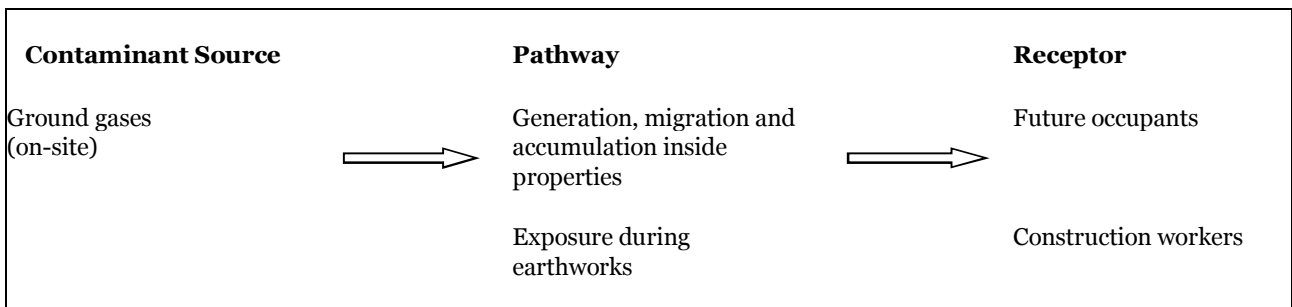 Contaminant Source Pathway Receptor
Ground gases
(on-site)
Generation, migration and
accumulation inside
properties
Future occupants
Exposure during
earthworks
Construction workers